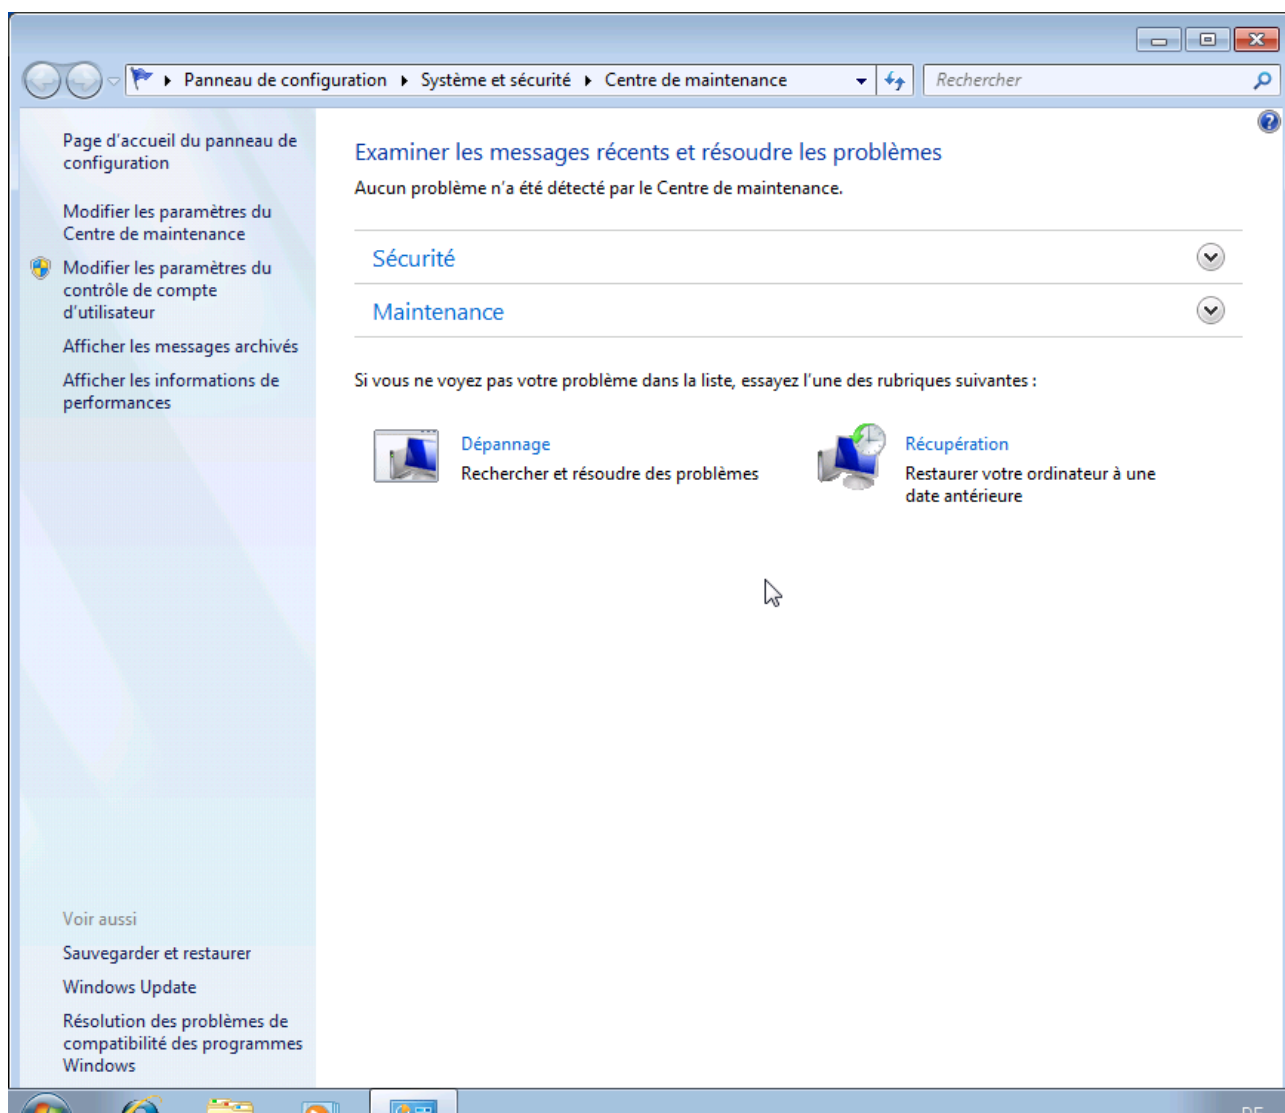 Panneau de configuration Système et sécurité Centre de maintenance Rechercher
Page d'accueil du panneau de
configuration
Modifier les paramètres du
Centre de maintenance
Modifier les paramètres du
contrôle de compte
d'utilisateur
Afficher les messages archivés
Afficher les informations de
performances
Examiner les messages récents et résoudre les problèmes
Aucun problème n'a été détecté par le Centre de maintenance.
Sécurité
Maintenance
Si vous ne voyez pas votre problème dans la liste, essayez l'une des rubriques suivantes :
Dépannage
Rechercher et résoudre des problèmes
Récupération
Restaurer votre ordinateur à une
date antérieure
Voir aussi
Sauvegarder et restaurer
Windows Update
Résolution des problèmes de
compatibilité des programmes
Windows